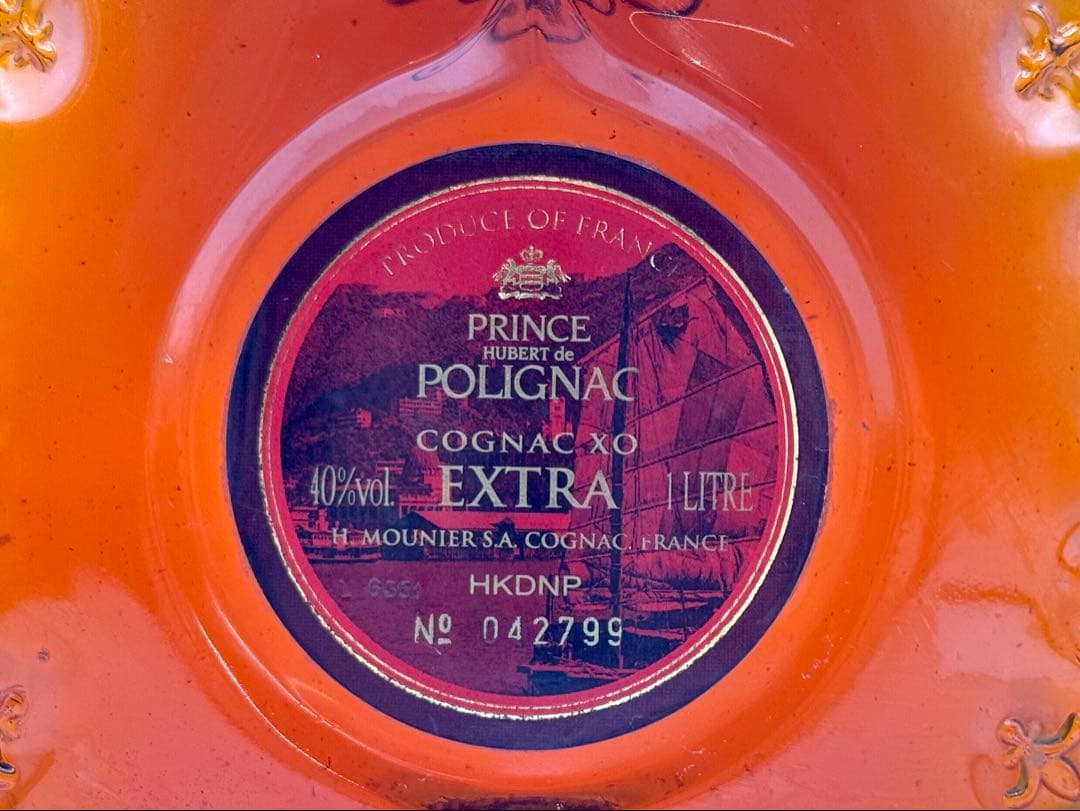 PRODUCE OF FRANCE
PRINCE
HUBERT de
POLIGNAC
COGNAC XO
40%vol. EXTRA 1 LITRE
H. MOUNIER S.A. COGNAC. FRANCE
HKDNP
Nº 042799